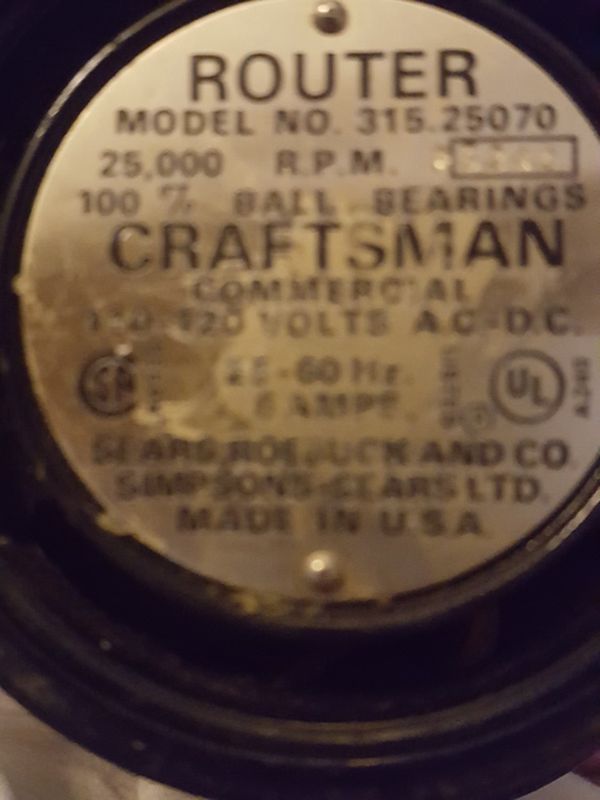 ROUTER
MODEL NO. 315.25070
25,000 R.P.M.
100 % BALL BEARINGS
CRAFTSMAN
COMMERCIAL
120 VOLTS A.C.-D.C.
25-60 Hz.
AMPS.
UL
SEARS, ROEBUCK AND CO.
SIMPSONS-SEARS LTD.
MADE IN U.S.A.